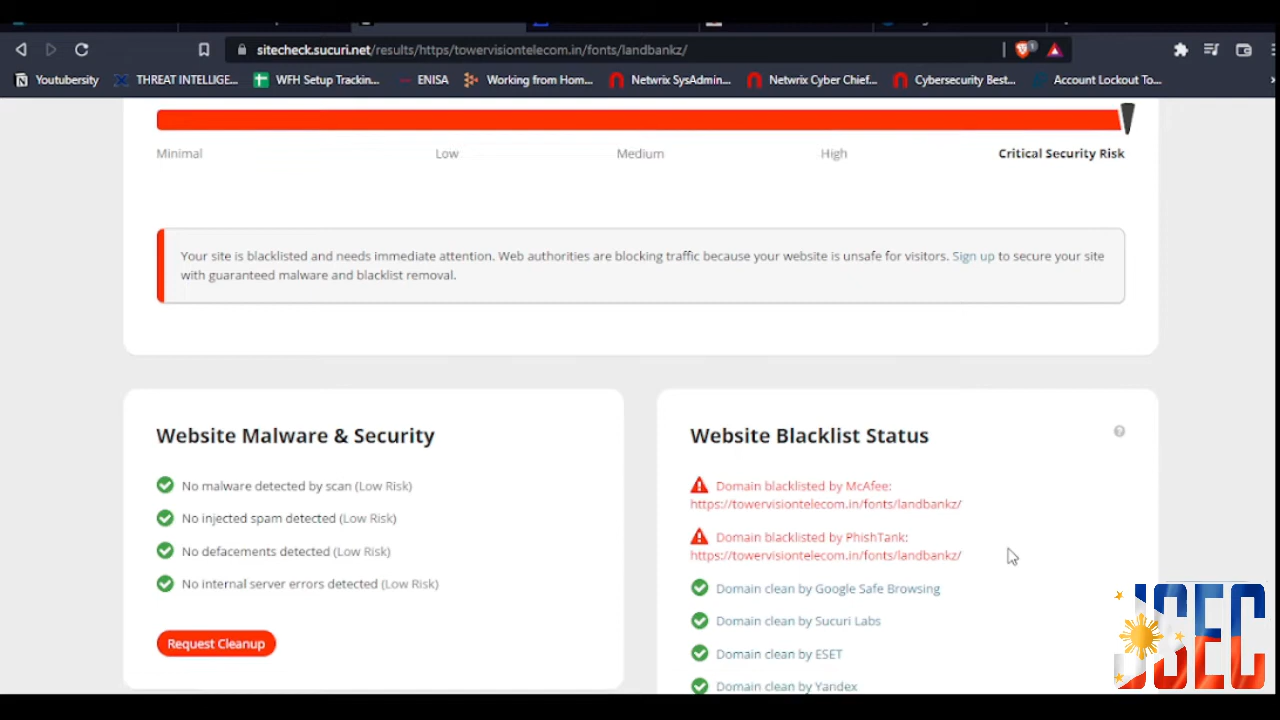 sitecheck.sucuri.net/results/https/towervisiontelecom.in/fonts/landbankz/
1
Youtubersity
THREAT INTELLIGE...
WFH Setup Trackin...
ENISA
Working from Hom...
Netwrix SysAdmin...
Netwrix Cyber Chief...
Cybersecurity Best...
Account Lockout To...
Minimal
Low
Medium
High
Critical Security Risk
Your site is blacklisted and needs immediate attention. Web authorities are blocking traffic because your website is unsafe for visitors. Sign up to secure your site
with guaranteed malware and blacklist removal.
Website Malware & Security
No malware detected by scan (Low Risk)
No injected spam detected (Low Risk)
No defacements detected (Low Risk)
No internal server errors detected (Low Risk)
Request Cleanup
Website Blacklist Status
?
Domain blacklisted by McAfee:
https://towervisiontelecom.in/fonts/landbankz/
Domain blacklisted by PhishTank:
https://towervisiontelecom.in/fonts/landbankz/
Domain clean by Google Safe Browsing
Domain clean by Sucuri Labs
Domain clean by ESET
Domain clean by Yandex
JSEC